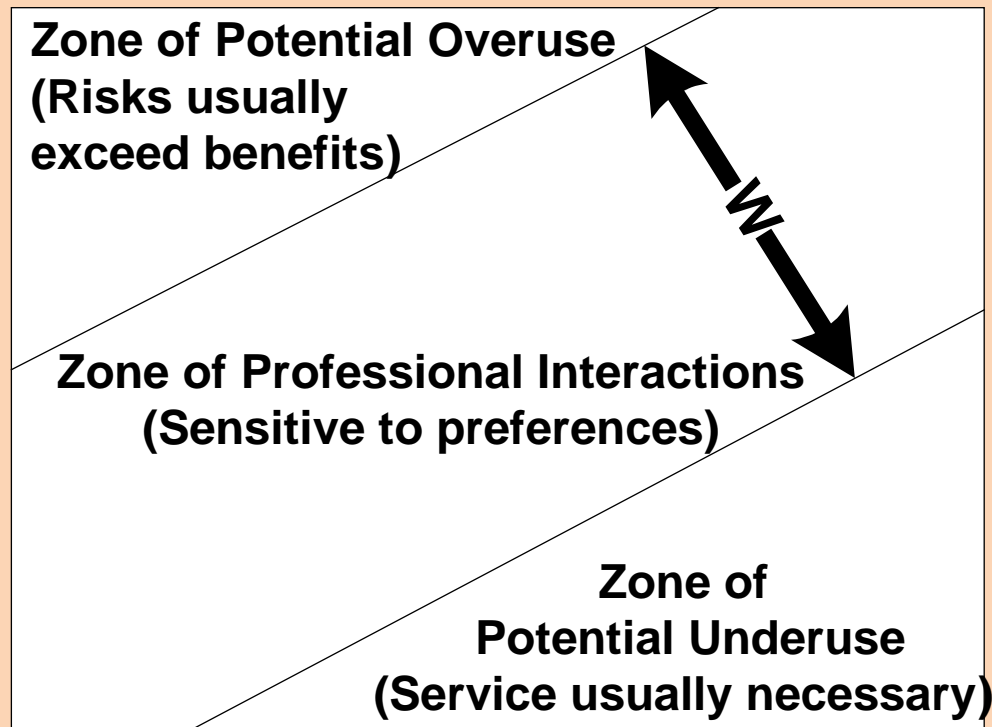 Zone of Potential Overuse
(Risks usually
exceed benefits)
W
Zone of Professional Interactions
(Sensitive to preferences)
Zone of
Potential Underuse
(Service usually necessary)